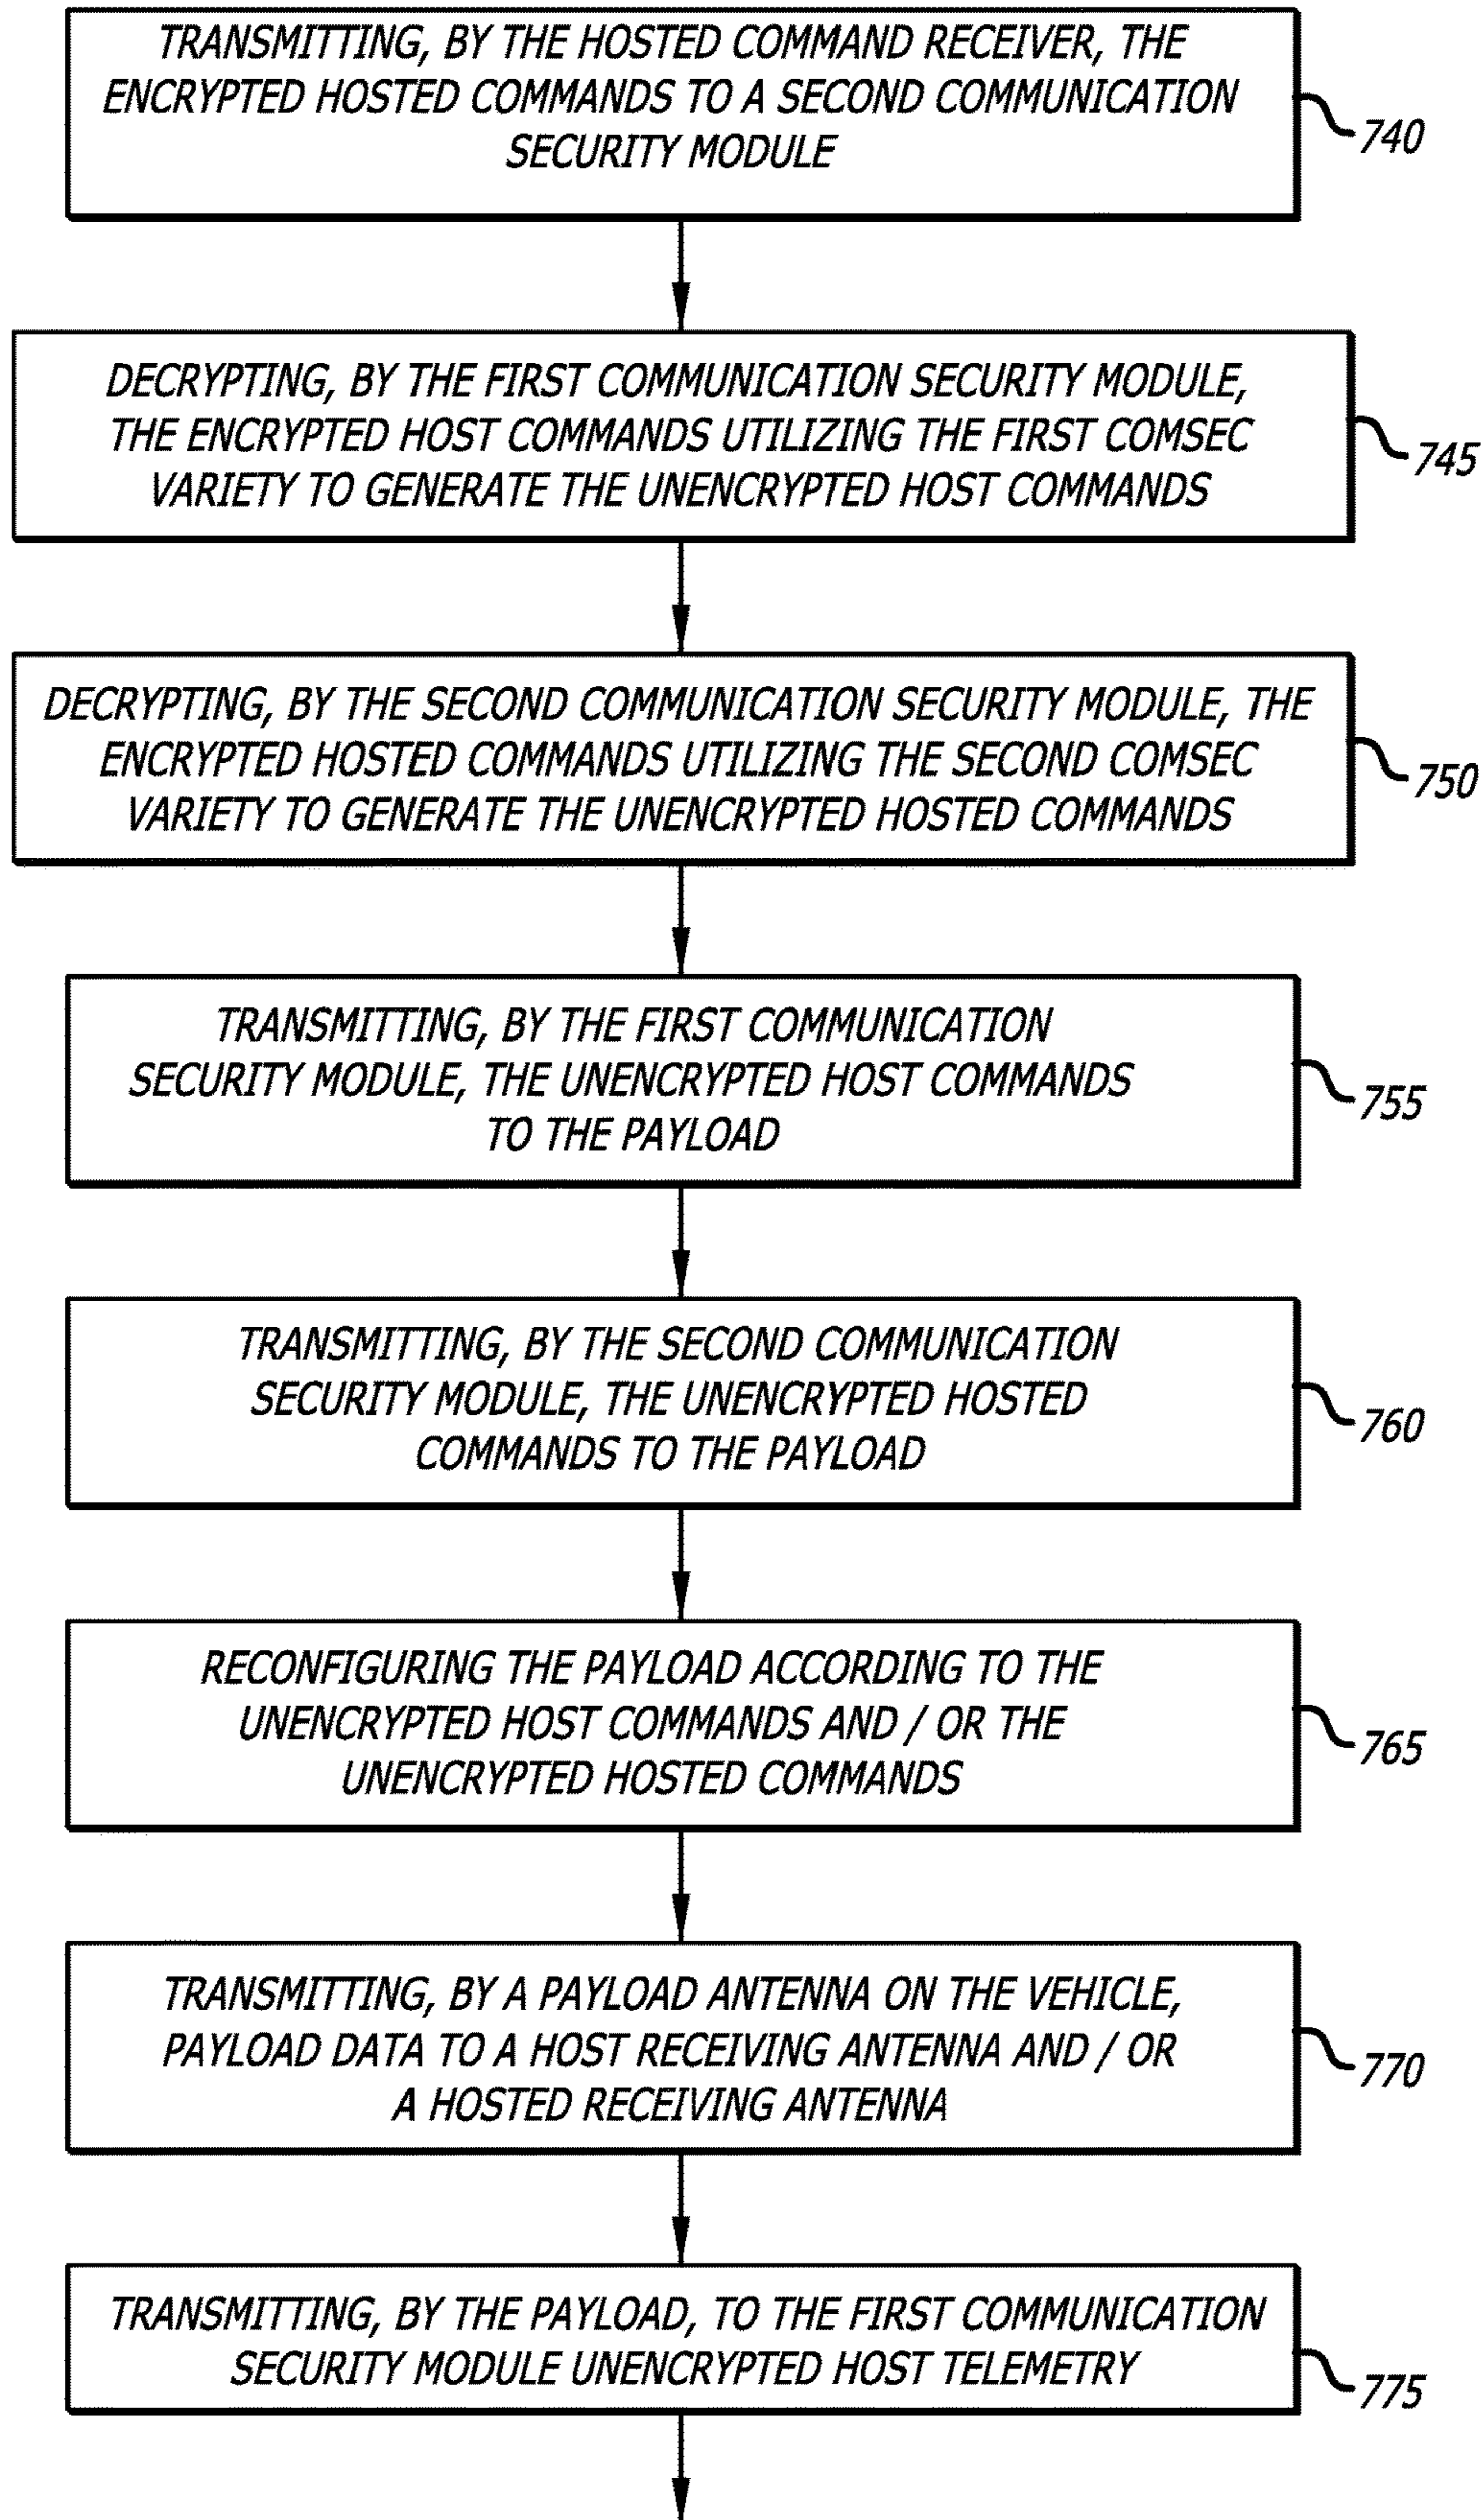 TRANSMITTING, BY THE HOSTED COMMAND RECEIVER, THE
ENCRYPTED HOSTED COMMANDS TO A SECOND COMMUNICATION
SECURITY MODULE
740
DECRYPTING, BY THE FIRST COMMUNICATION SECURITY MODULE,
THE ENCRYPTED HOST COMMANDS UTILIZING THE FIRST COMSEC
VARIETY TO GENERATE THE UNENCRYPTED HOST COMMANDS
745
DECRYPTING, BY THE SECOND COMMUNICATION SECURITY MODULE, THE
ENCRYPTED HOSTED COMMANDS UTILIZING THE SECOND COMSEC
VARIETY TO GENERATE THE UNENCRYPTED HOSTED COMMANDS
750
TRANSMITTING, BY THE FIRST COMMUNICATION
SECURITY MODULE, THE UNENCRYPTED HOST COMMANDS
TO THE PAYLOAD
755
TRANSMITTING, BY THE SECOND COMMUNICATION
SECURITY MODULE, THE UNENCRYPTED HOSTED
COMMANDS TO THE PAYLOAD
760
RECONFIGURING THE PAYLOAD ACCORDING TO THE
UNENCRYPTED HOST COMMANDS AND / OR THE
UNENCRYPTED HOSTED COMMANDS
765
TRANSMITTING, BY A PAYLOAD ANTENNA ON THE VEHICLE,
PAYLOAD DATA TO A HOST RECEIVING ANTENNA AND / OR
A HOSTED RECEIVING ANTENNA
770
TRANSMITTING, BY THE PAYLOAD, TO THE FIRST COMMUNICATION
SECURITY MODULE UNENCRYPTED HOST TELEMETRY
775